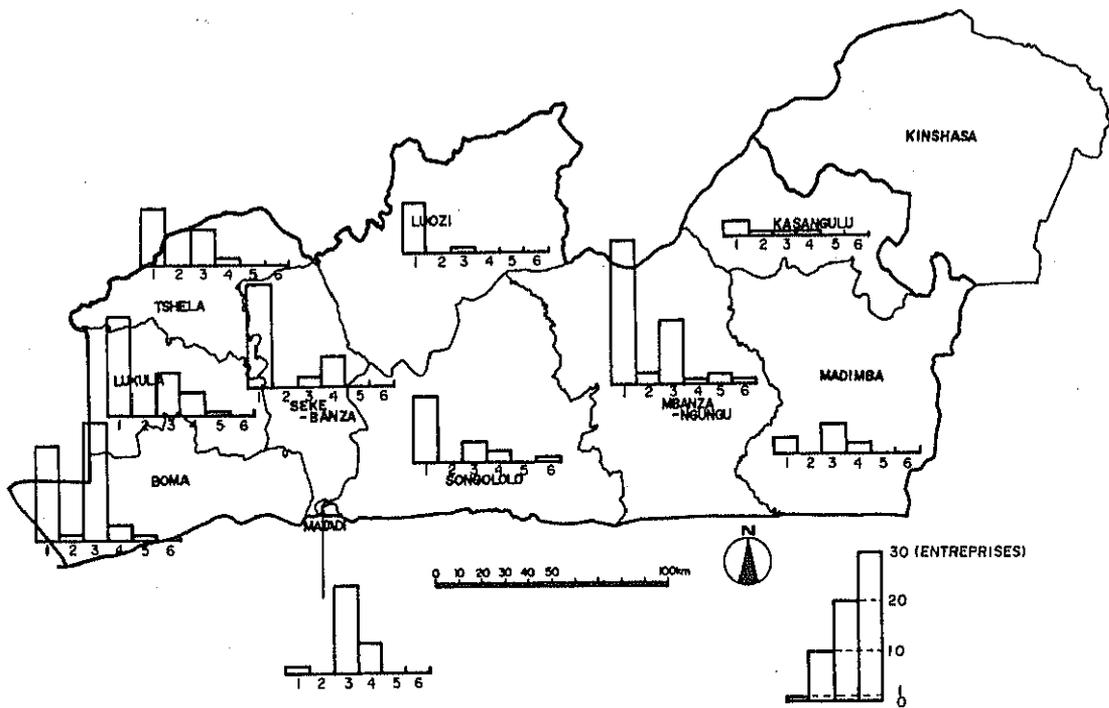 KINSHASA
LUOZI
KASANGULU
1 2 3 4 5 6
1 2 3 4 5 6
1 2 3 4 5 6
TSHELA
LUKULA
MADIMBA
1 2 3 4 5 6
1 2 3 4 5 6
SEKE
-BANZA
MBANZA
-NGUNGU
1 2 3 5 6
1 2 3 4 5 6
1 2 3 4 5 6
BOMA
SONGOLOLO
MATADI
1 2 3 4 5 6
N
0 10 20 30 40 50 100km
30 (ENTREPRISES)
20
10
1
0
1 2 3 4 5 6